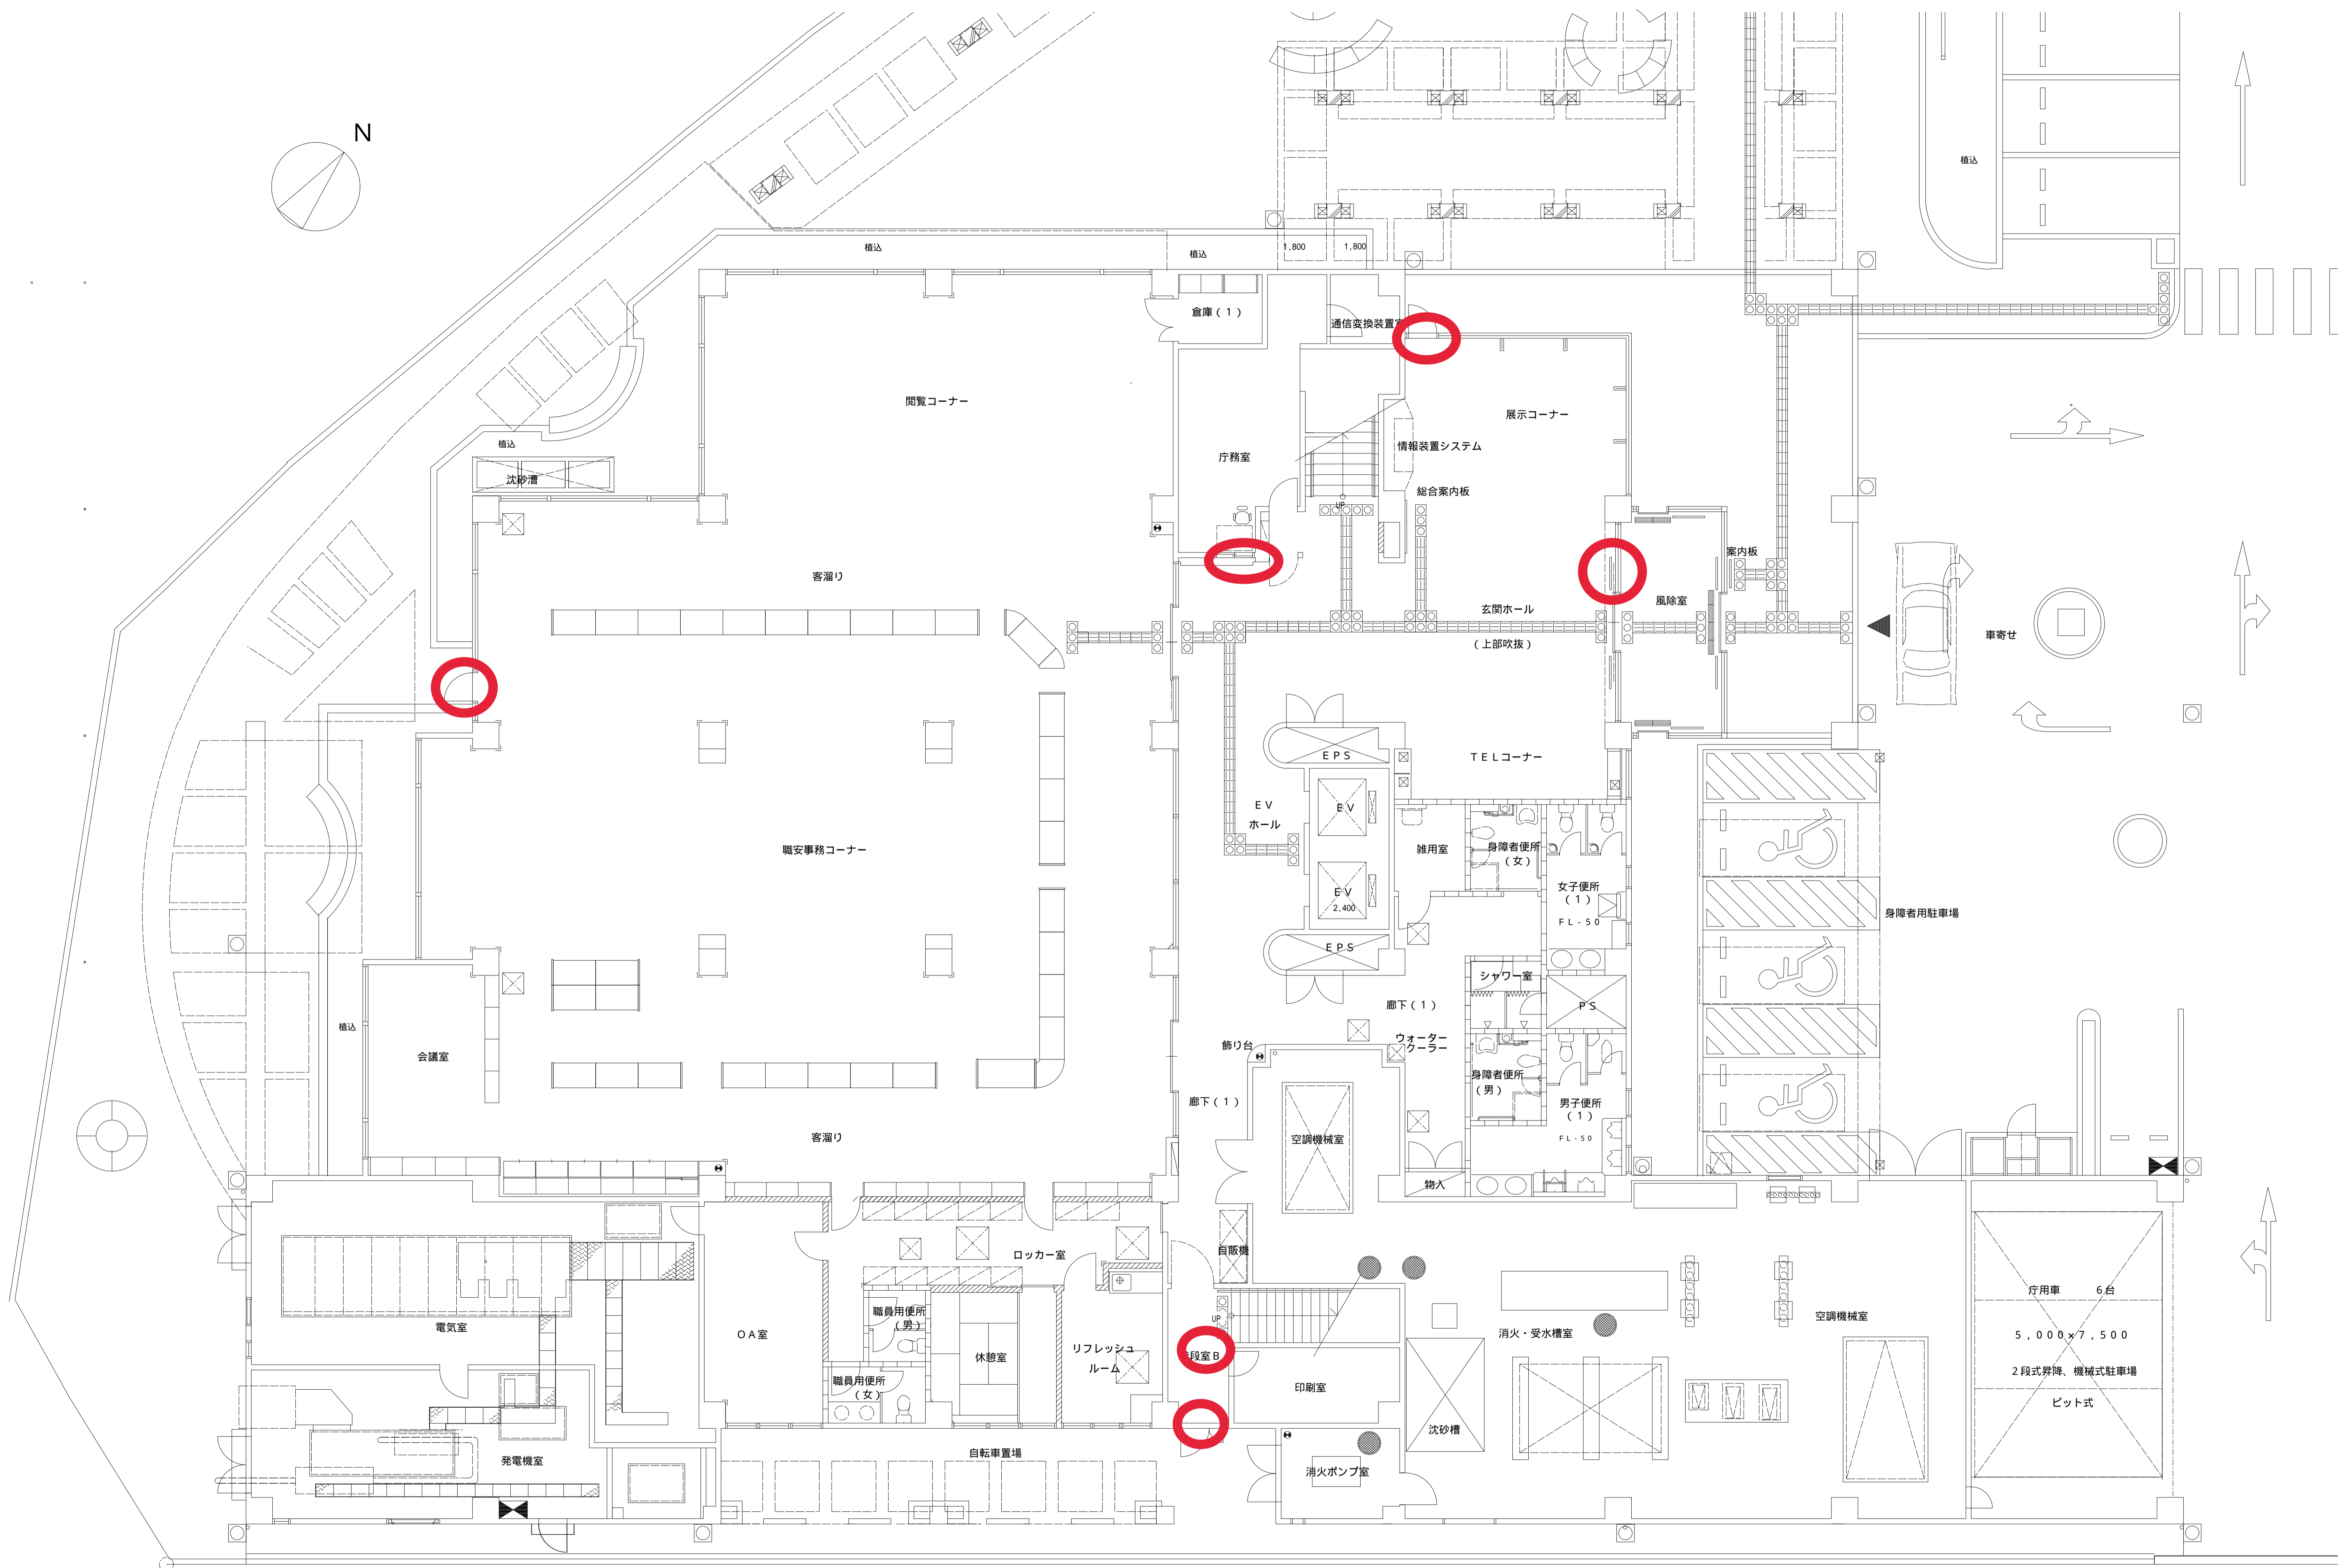 N
植込
植込
植込
1,800
1,800
倉庫(1)
通信変換装置室
閲覧コーナー
展示コーナー
植込
情報装置システム
庁務室
沈砂槽
総合案内板
UP
案内板
客溜り
風除室
玄関ホール
(上部吹抜)
車寄せ
EPS
TELコーナー
EV
EV
ホール
職安事務コーナー
雑用室
身障者便所
(女)
女子便所
(1)
EV
2,400
FL-50
身障者用駐車場
EPS
シャワー室
廊下(1)
PS
植込
会議室
飾り台
ウォーター
クーラー
身障者便所
(男)
廊下(1)
男子便所
(1)
客溜り
空調機械室
FL-50
物入
自販機
ロッカー室
職員用便所
(男)
電気室
OA室
休憩室
リフレッシュ
ルーム
UP
段室B
消火・受水槽室
空調機械室
庁用車 6台
5,000×7,500
2段式昇降、機械式駐車場
ピット式
職員用便所
(女)
印刷室
沈砂槽
発電機室
自転車置場
消火ポンプ室